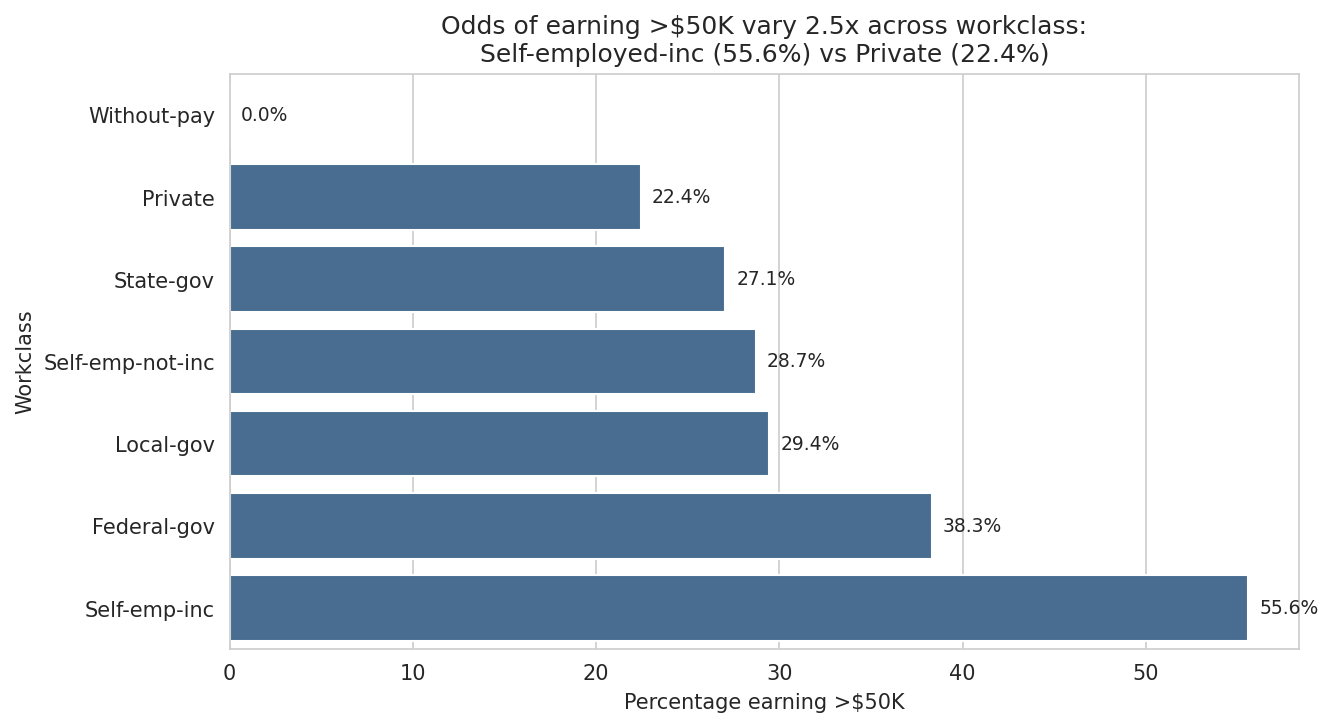 Odds of earning >$50K vary 2.5x across workclass:
Self-employed-inc (55.6%) vs Private (22.4%)
Workclass
Without-pay 0.0%
Private 22.4%
State-gov 27.1%
Self-emp-not-inc 28.7%
Local-gov 29.4%
Federal-gov 38.3%
Self-emp-inc 55.6%
0 10 20 30 40 50
Percentage earning >$50K